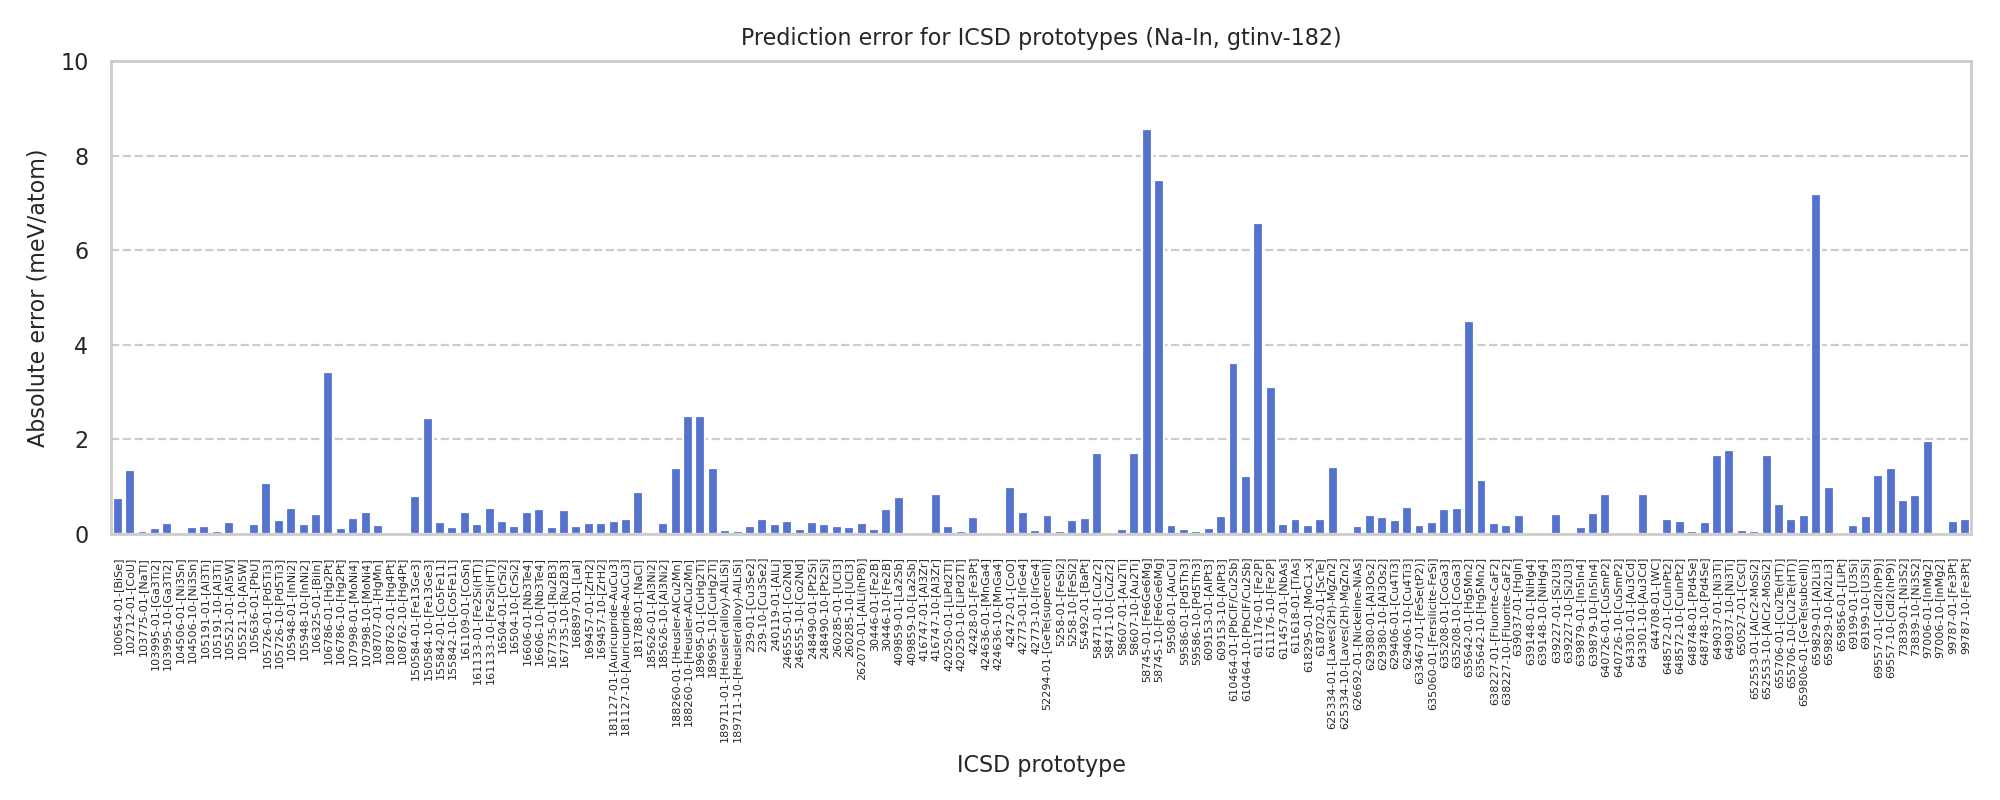 Prediction error for ICSD prototypes (Na-In, gtinv-182)
Absolute error (meV/atom)
10
8
6
4
2
0
100654-01-[BiSe]
102712-01-[CoU]
103775-01-[NaTl]
103995-01-[Ga3Ti2]
103995-10-[Ga3Ti2]
104506-01-[Ni3Sn]
104506-10-[Ni3Sn]
105191-01-[Al3Ti]
105191-10-[Al3Ti]
105521-01-[Al5W]
105521-10-[Al5W]
105636-01-[PbU]
105726-01-[Pd5Ti3]
105726-10-[Pd5Ti3]
105948-01-[InNi2]
105948-10-[InNi2]
106325-01-[BiIn]
106786-01-[Hg2Pt]
106786-10-[Hg2Pt]
107998-01-[MoNi4]
107998-10-[MoNi4]
108707-01-[HgMn]
108762-01-[Hg4Pt]
108762-10-[Hg4Pt]
150584-01-[Fe13Ge3]
150584-10-[Fe13Ge3]
155842-01-[Co5Fe11]
155842-10-[Co5Fe11]
161109-01-[CoSn]
161133-01-[Fe2Si(HT)]
161133-10-[Fe2Si(HT)]
16504-01-[CrSi2]
16504-10-[CrSi2]
16606-01-[Nb3Te4]
16606-10-[Nb3Te4]
167735-01-[Ru2B3]
167735-10-[Ru2B3]
168897-01-[LaI]
169457-01-[ZrH2]
169457-10-[ZrH2]
181127-01-[Auricupride-AuCu3]
181127-10-[Auricupride-AuCu3]
181788-01-[NaCl]
185626-01-[Al3Ni2]
185626-10-[Al3Ni2]
188260-01-[Heusler-AlCu2Mn]
188260-10-[Heusler-AlCu2Mn]
189695-01-[CuHg2Ti]
189695-10-[CuHg2Ti]
189711-01-[Heusler(alloy)-AlLiSi]
189711-10-[Heusler(alloy)-AlLiSi]
239-01-[Cu3Se2]
239-10-[Cu3Se2]
240119-01-[AlLi]
246555-01-[Co2Nd]
246555-10-[Co2Nd]
248490-01-[Pt2Si]
248490-10-[Pt2Si]
260285-01-[UCl3]
260285-10-[UCl3]
262070-01-[AlLi(hP8)]
30446-01-[Fe2B]
30446-10-[Fe2B]
409859-01-[La2Sb]
409859-10-[La2Sb]
416747-01-[Al3Zr]
416747-10-[Al3Zr]
420250-01-[LiPd2Tl]
420250-10-[LiPd2Tl]
42428-01-[Fe3Pt]
424636-01-[MnGa4]
424636-10-[MnGa4]
42472-01-[CoO]
42773-01-[IrGe4]
42773-10-[IrGe4]
52294-01-[GeTe(supercell)]
5258-01-[FeSi2]
5258-10-[FeSi2]
55492-01-[BaPt]
58471-01-[CuZr2]
58471-10-[CuZr2]
58607-01-[Au2Ti]
58607-10-[Au2Ti]
58745-01-[Fe6Ge6Mg]
58745-10-[Fe6Ge6Mg]
59508-01-[AuCu]
59586-01-[Pd5Th3]
59586-10-[Pd5Th3]
609153-01-[AlPt3]
609153-10-[AlPt3]
610464-01-[PbClF/Cu2Sb]
610464-10-[PbClF/Cu2Sb]
611176-01-[Fe2P]
611176-10-[Fe2P]
611457-01-[NbAs]
611618-01-[TiAs]
618295-01-[MoC1-x]
618702-01-[ScTe]
625334-01-[Laves(2H)-MgZn2]
625334-10-[Laves(2H)-MgZn2]
626692-01-[Nickeline-NiAs]
629380-01-[Al3Os2]
629380-10-[Al3Os2]
629406-01-[Cu4Ti3]
629406-10-[Cu4Ti3]
633467-01-[FeSe(tP2)]
635060-01-[Fersilicite-FeSi]
635208-01-[CoGa3]
635208-10-[CoGa3]
635642-01-[Hg5Mn2]
635642-10-[Hg5Mn2]
638227-01-[Fluorite-CaF2]
638227-10-[Fluorite-CaF2]
639037-01-[HgIn]
639148-01-[NiHg4]
639148-10-[NiHg4]
639227-01-[Si2U3]
639227-10-[Si2U3]
639879-01-[In5In4]
639879-10-[In5In4]
640726-01-[CuSmP2]
640726-10-[CuSmP2]
643301-01-[Au3Cd]
643301-10-[Au3Cd]
644708-01-[WC]
648572-01-[CuInPt2]
648572-10-[CuInPt2]
648748-01-[Pd4Se]
648748-10-[Pd4Se]
649037-01-[Ni3Ti]
649037-10-[Ni3Ti]
650527-01-[CsCl]
652553-01-[AlCr2-MoSi2]
652553-10-[AlCr2-MoSi2]
655706-01-[Cu2Te(HT)]
655706-10-[Cu2Te(HT)]
659806-01-[GeTe(subcell)]
659829-01-[Al2Li3]
659829-10-[Al2Li3]
659856-01-[LiPt]
69199-01-[U3Si]
69199-10-[U3Si]
69557-01-[CdI2(hP9)]
69557-10-[CdI2(hP9)]
73839-01-[Ni3S2]
73839-10-[Ni3S2]
97006-01-[InMg2]
97006-10-[InMg2]
99787-01-[Fe3Pt]
99787-10-[Fe3Pt]
ICSD prototype